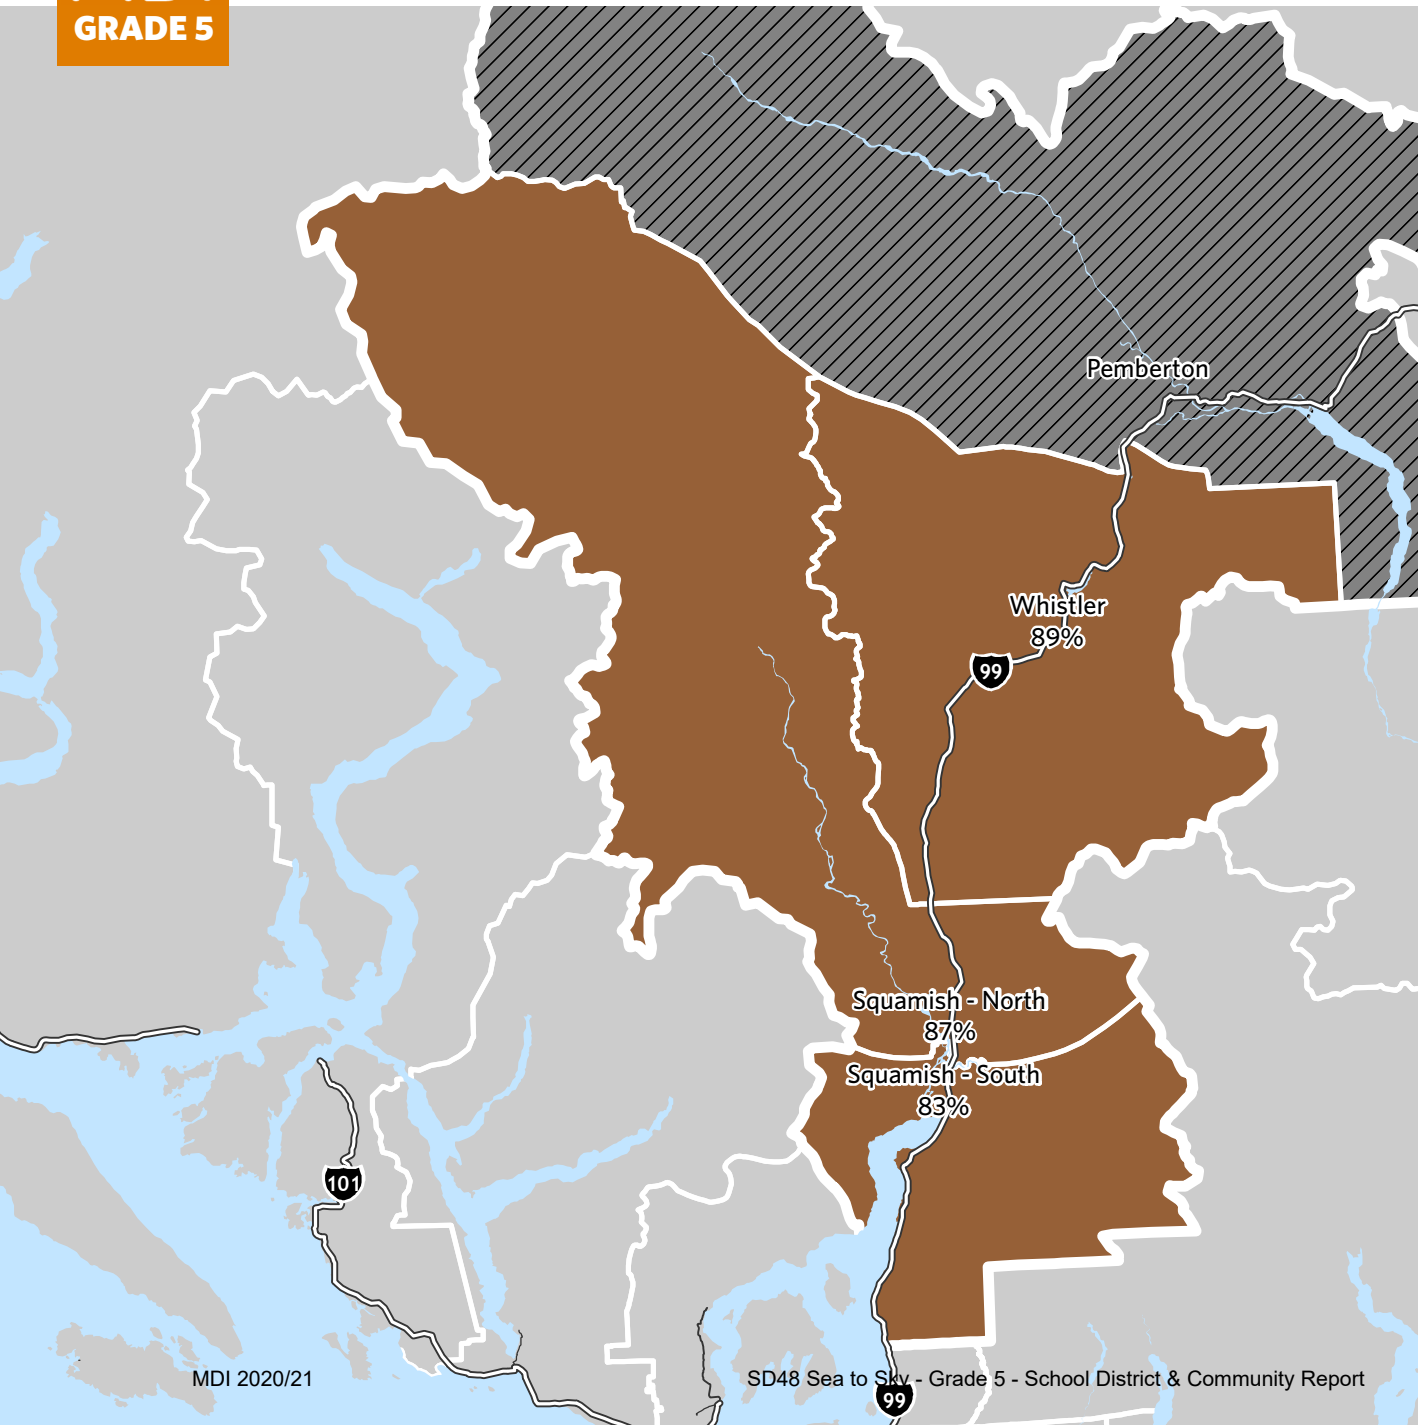 GRADE 5
Pemberton
Whistler
89%
99
Squamish - North
87%
Squamish - South
83%
101
MDI 2020/21
SD48 Sea to Sky - Grade 5 - School District & Community Report
99